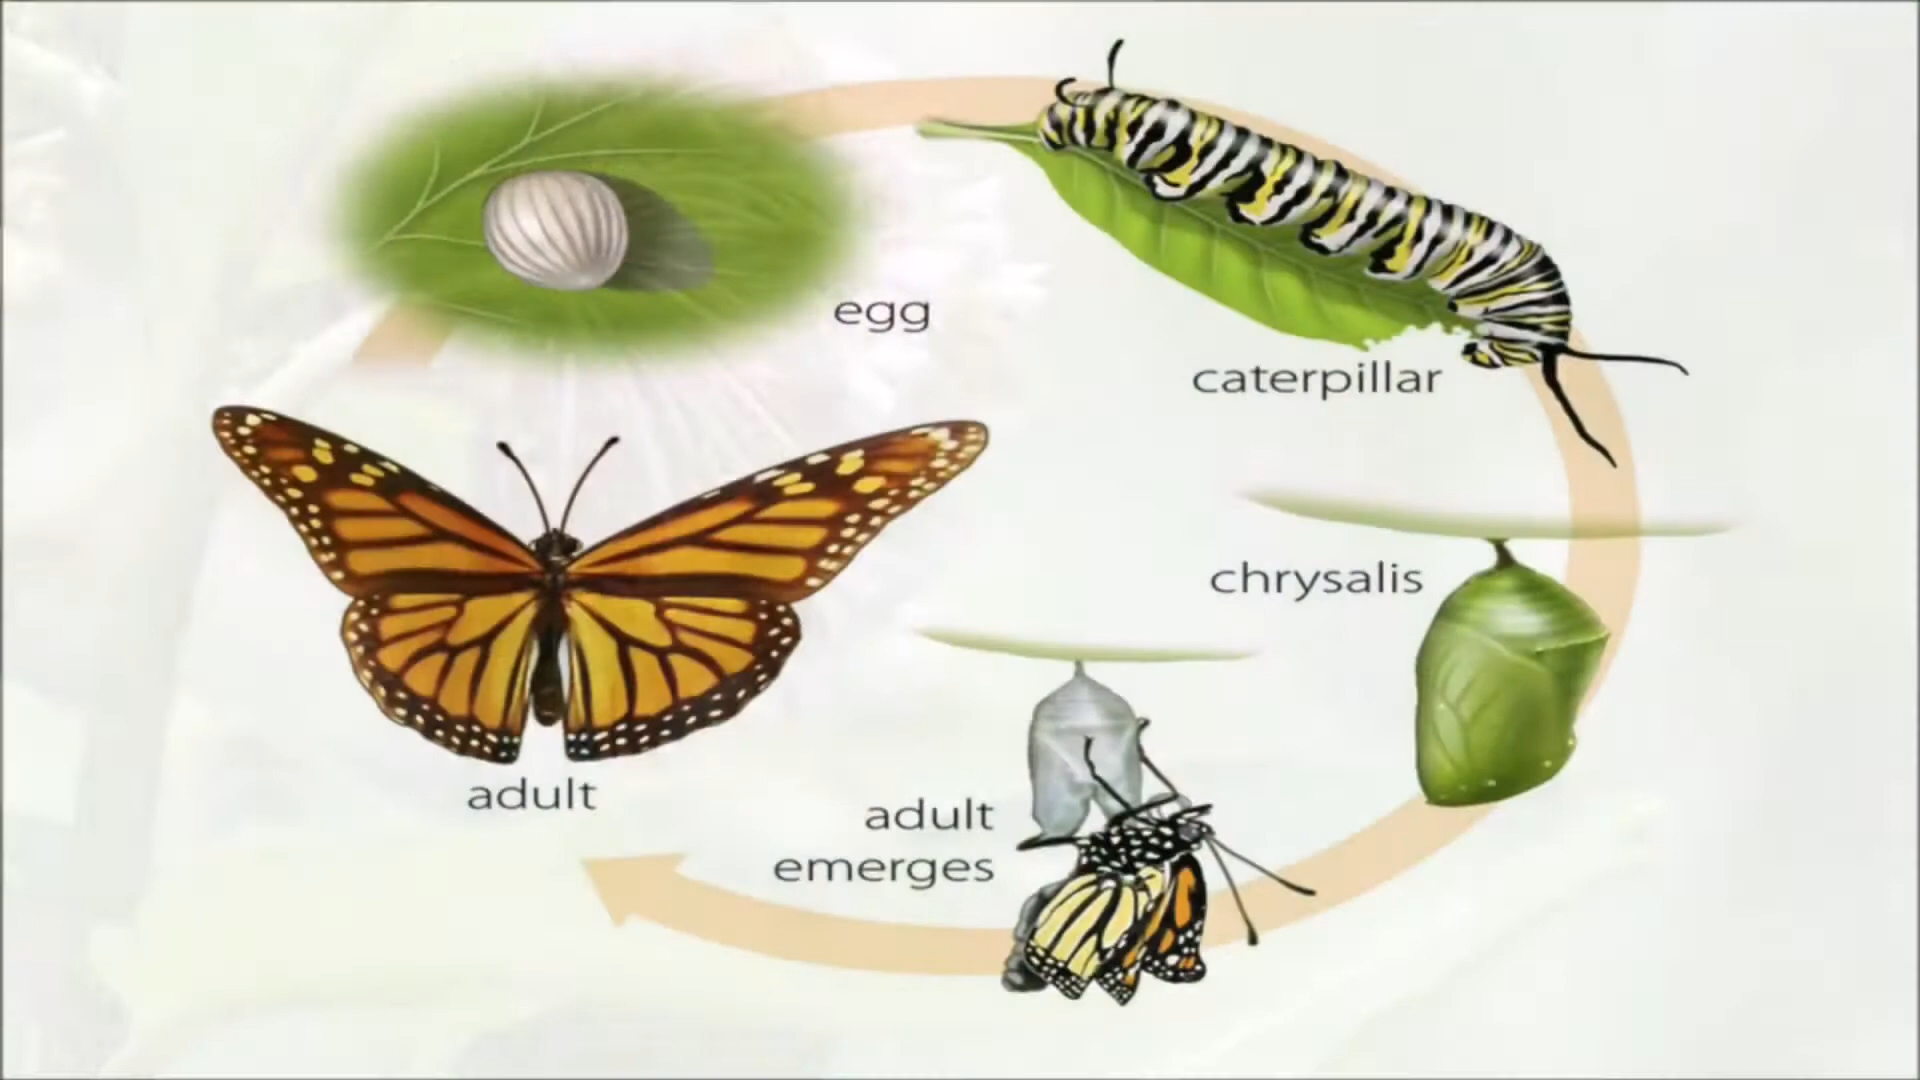 egg
caterpillar
chrysalis
adult
emerges
adult